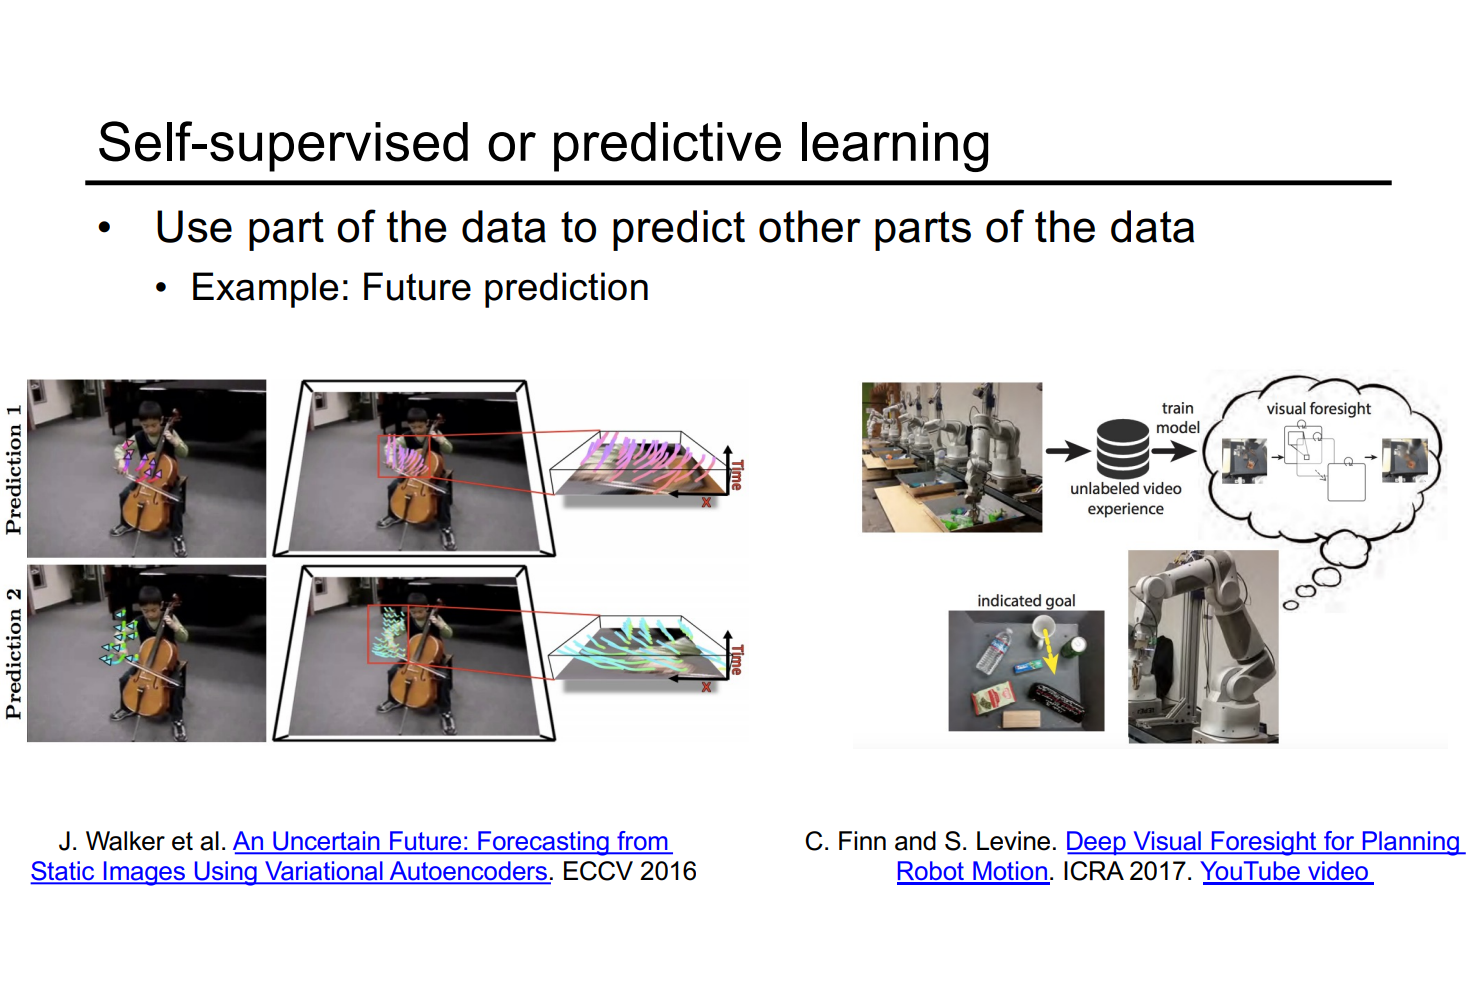 Self-supervised or predictive learning
• Use part of the data to predict other parts of the data
• Example: Future prediction
Prediction 1
Time
X
Prediction 2
Time
X
train
model
visual foresight
unlabeled video
experience
indicated goal
J. Walker et al. An Uncertain Future: Forecasting from
Static Images Using Variational Autoencoders. ECCV 2016
C. Finn and S. Levine. Deep Visual Foresight for Planning
Robot Motion. ICRA 2017. YouTube video